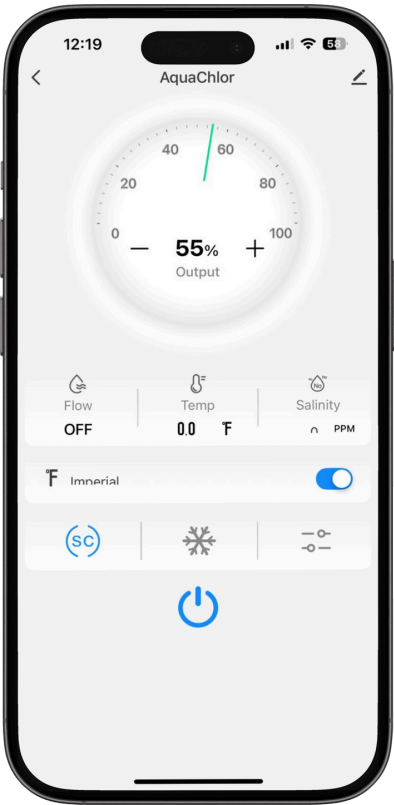 12:19 58
AquaChlor
40 60
20 80
0 100
− 55% +
Output
Flow Temp Salinity
OFF 0.0 °F PPM
°F Imperial
SC